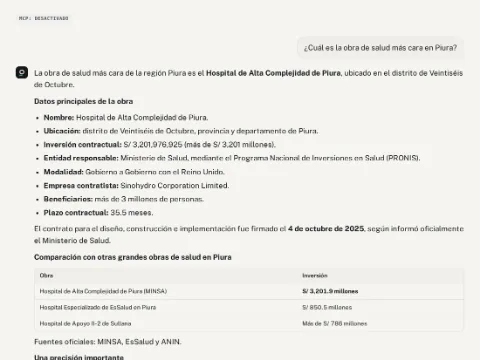 MCP: DESACTIVADO
¿Cuál es la obra de salud más cara en Piura?
La obra de salud más cara de la región Piura es el Hospital de Alta Complejidad de Piura, ubicado en el distrito de Veintiséis
de Octubre.
Datos principales de la obra
• Nombre: Hospital de Alta Complejidad de Piura.
• Ubicación: distrito de Veintiséis de Octubre, provincia y departamento de Piura.
• Inversión contractual: S/ 3,201,976,925 (más de S/ 3,201 millones).
• Entidad responsable: Ministerio de Salud, mediante el Programa Nacional de Inversiones en Salud (PRONIS).
• Modalidad: Gobierno a Gobierno con el Reino Unido.
• Empresa contratista: Sinohydro Corporation Limited.
• Beneficiarios: más de 3 millones de personas.
• Plazo contractual: 35.5 meses.
El contrato para el diseño, construcción e implementación fue firmado el 4 de octubre de 2025, según informó oficialmente
el Ministerio de Salud.
Comparación con otras grandes obras de salud en Piura
Obra Inversión
Hospital de Alta Complejidad de Piura (MINSA) S/ 3,201.9 millones
Hospital Especializado de EsSalud en Piura S/ 850.5 millones
Hospital de Apoyo II-2 de Sullana Más de S/ 786 millones
Fuentes oficiales: MINSA, EsSalud y ANIN.
Una precisión importante